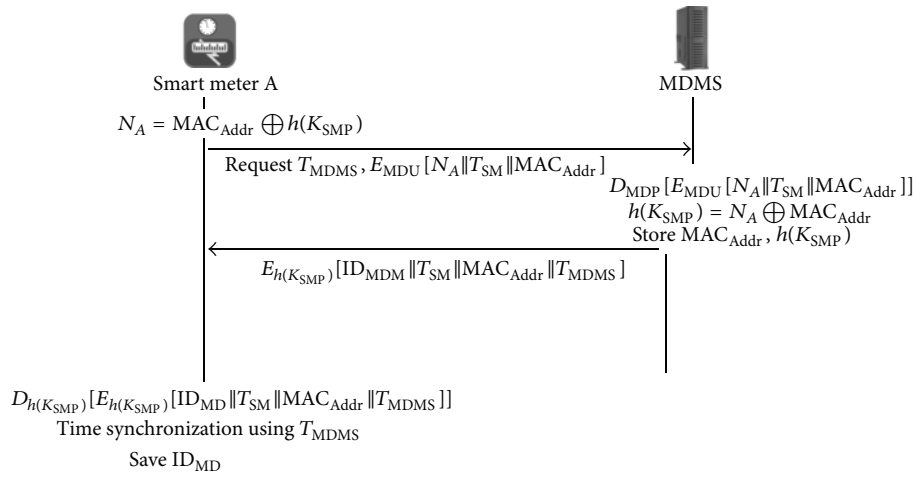 Smart meter A
MDMS
N_A = MAC_Addr ⊕ h(K_SMP)
Request T_MDMS, E_MDU[N_A‖T_SM‖MAC_Addr]
D_MDP[E_MDU[N_A‖T_SM‖MAC_Addr]]
h(K_SMP) = N_A ⊕ MAC_Addr
Store MAC_Addr, h(K_SMP)
E_h(K_SMP)[ID_MDM‖T_SM‖MAC_Addr‖T_MDMS]
D_h(K_SMP)[E_h(K_SMP)[ID_MD‖T_SM‖MAC_Addr‖T_MDMS]]
Time synchronization using T_MDMS
Save ID_MD